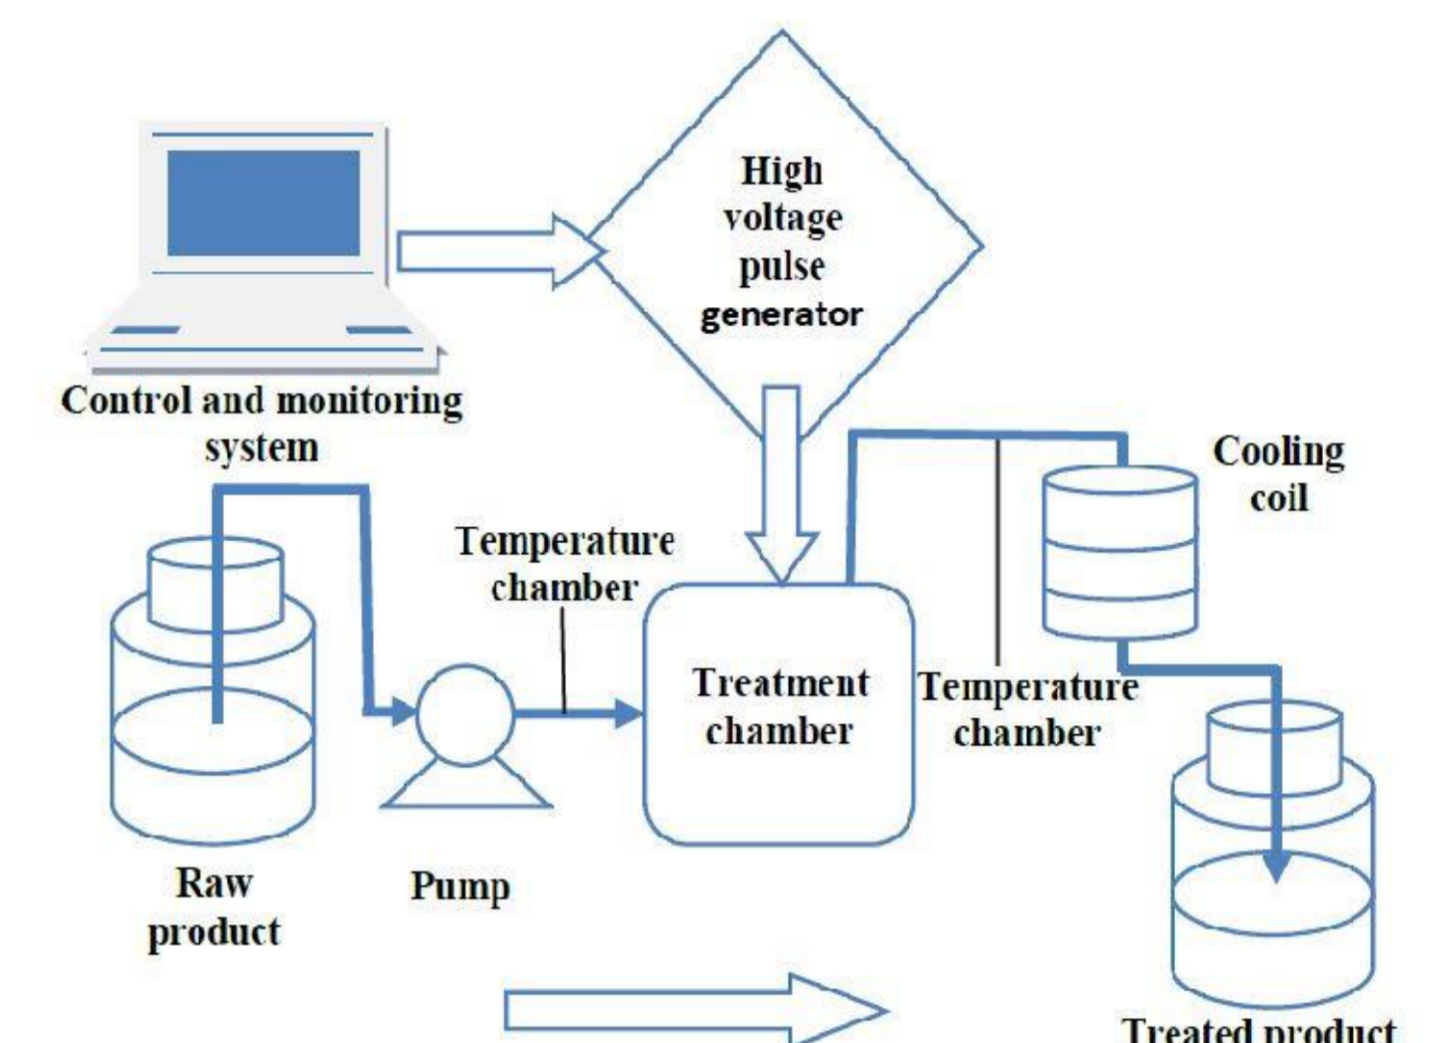 High
voltage
pulse
generator
Control and monitoring
system
Cooling
coil
Temperature
chamber
Treatment
chamber
Temperature
chamber
Raw
product
Pump
Treated product